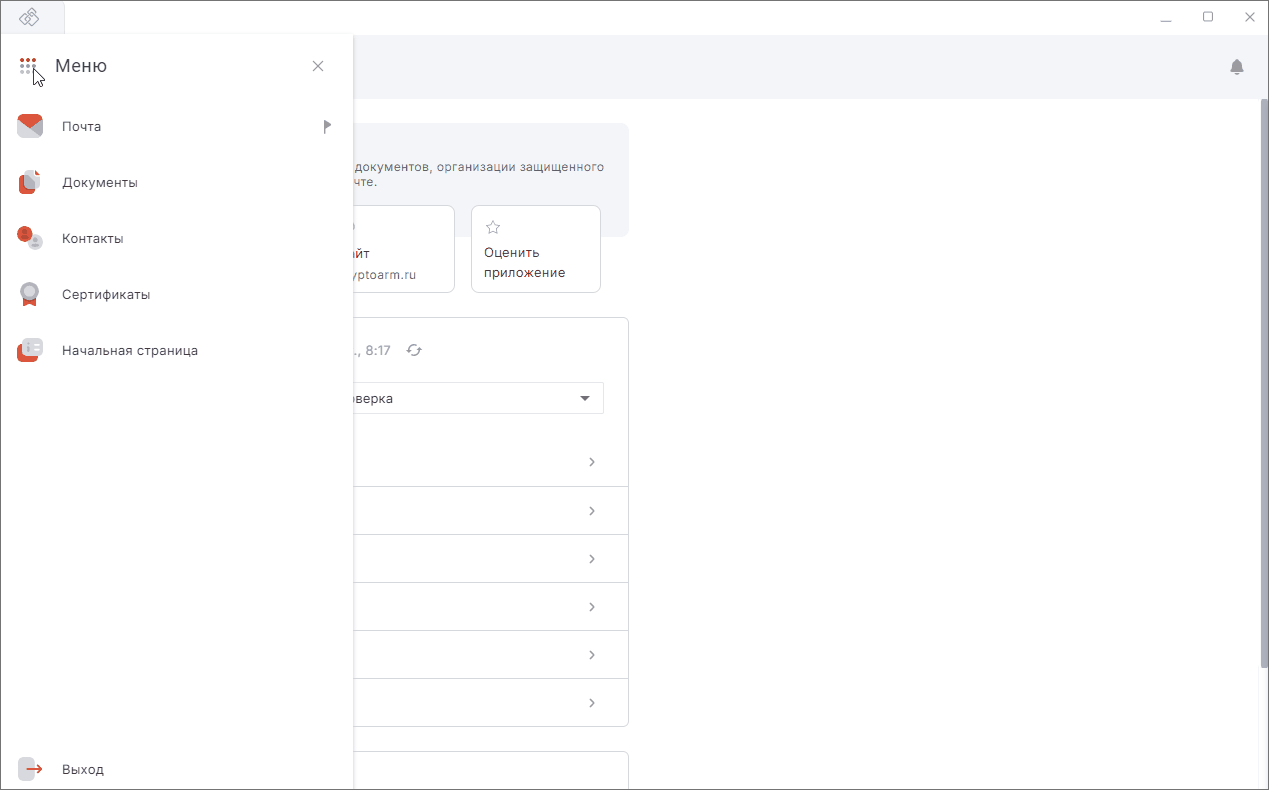 Меню
Почта
Документы
Контакты
Сертификаты
Начальная страница
Выход
документов, организации защищенного
чте.
айт
yptoarm.ru
Оценить
приложение
., 8:17
оверка